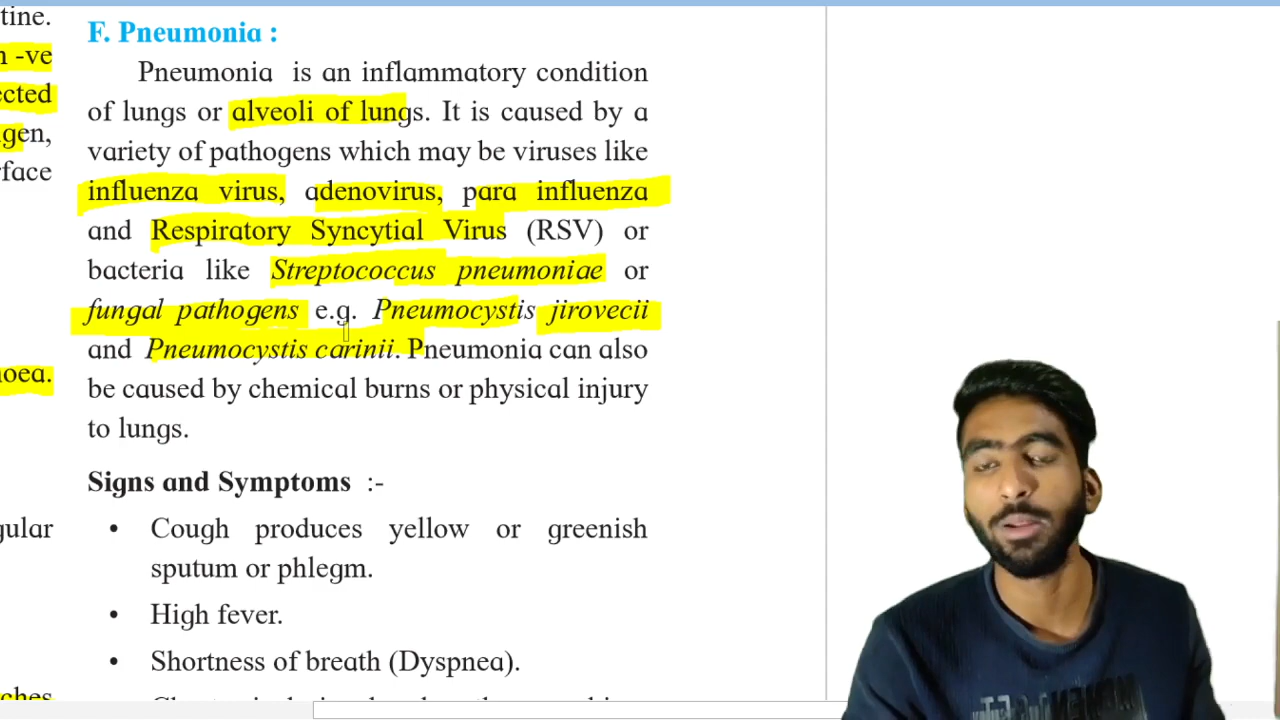 tine.
-ve
ected
gen,
rface
noea.
gular
ches
F. Pneumonia :
Pneumonia is an inflammatory condition
of lungs or alveoli of lungs. It is caused by a
variety of pathogens which may be viruses like
influenza virus, adenovirus, para influenza
and Respiratory Syncytial Virus (RSV) or
bacteria like Streptococcus pneumoniae or
fungal pathogens e.g. Pneumocystis jirovecii
and Pneumocystis carinii. Pneumonia can also
be caused by chemical burns or physical injury
to lungs.
Signs and Symptoms :-
• Cough produces yellow or greenish
sputum or phlegm.
• High fever.
• Shortness of breath (Dyspnea).